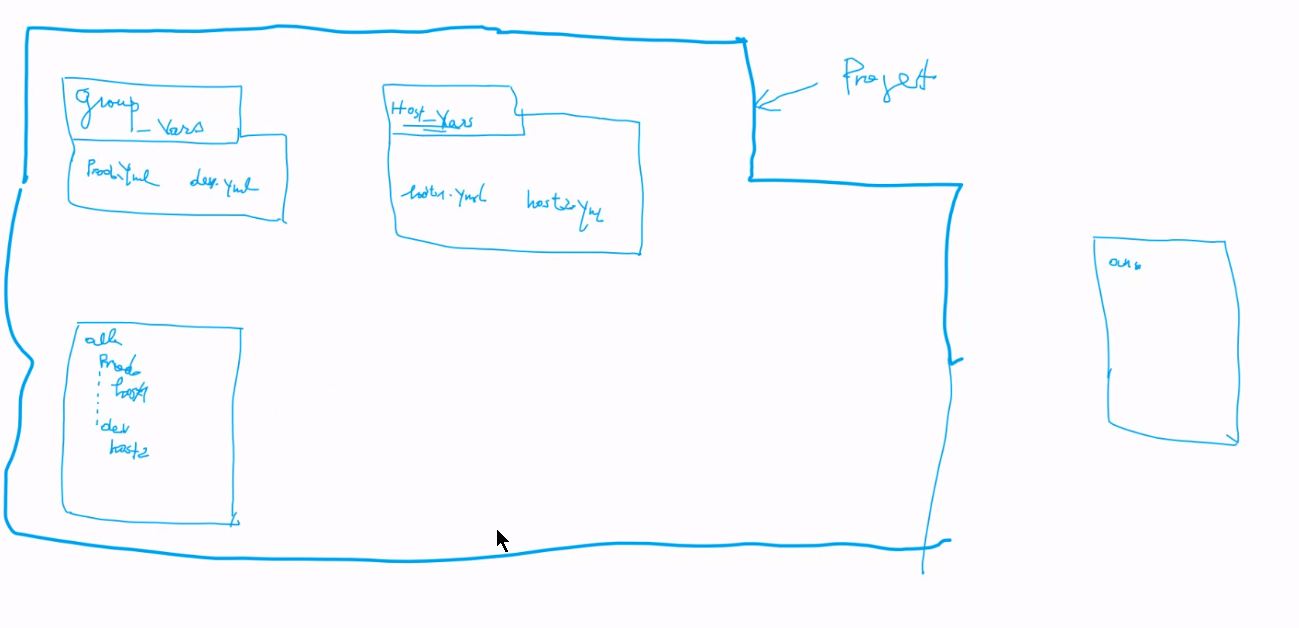 Group
_Vars
Prod.Yml dev.yml
Host_Vars
host1.yml host2.yml
Project
all
Prod
host1
dev
host2